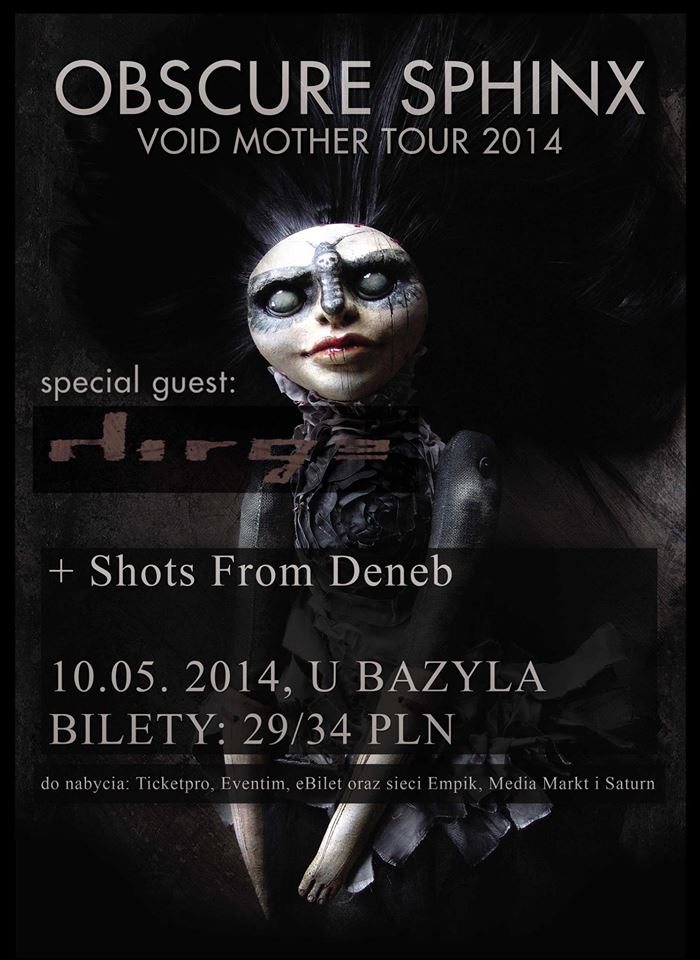 OBSCURE SPHINX
VOID MOTHER TOUR 2014
special guest:
dirge
+ Shots From Deneb
10.05. 2014, U BAZYLA
BILETY: 29/34 PLN
do nabycia: Ticketpro, Eventim, eBilet oraz sieci Empik, Media Markt i Saturn